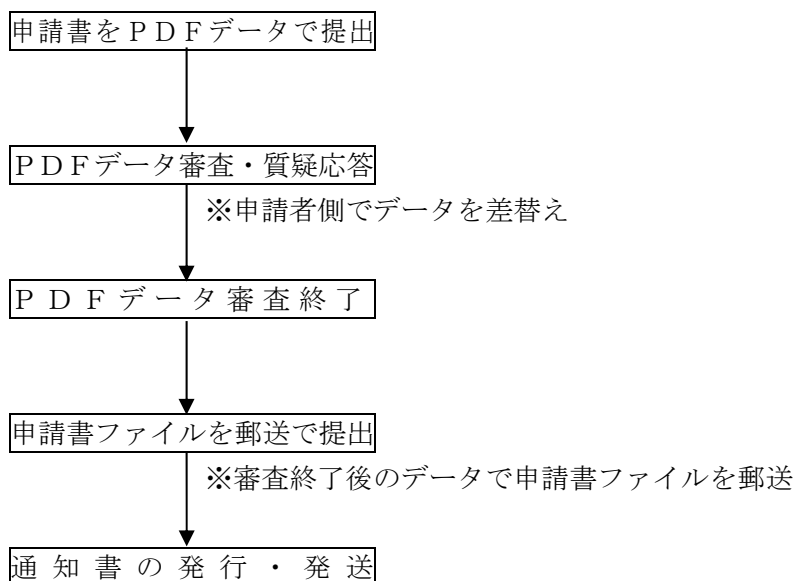 申請書をＰＤＦデータで提出
ＰＤＦデータ審査・質疑応答
※申請者側でデータを差替え
ＰＤＦデータ審査終了
申請書ファイルを郵送で提出
※審査終了後のデータで申請書ファイルを郵送
通知書の発行・発送